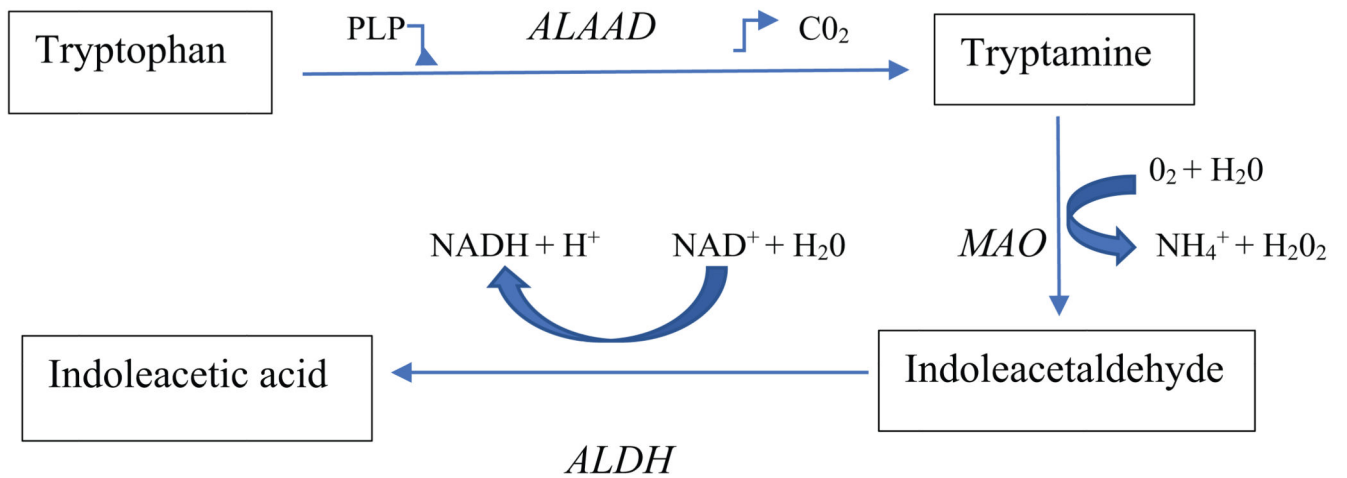 Tryptophan
PLP
ALAAD
C0₂
Tryptamine
0₂ + H₂0
MAO
NH₄⁺ + H₂0₂
NADH + H⁺
NAD⁺ + H₂0
Indoleacetic acid
Indoleacetaldehyde
ALDH